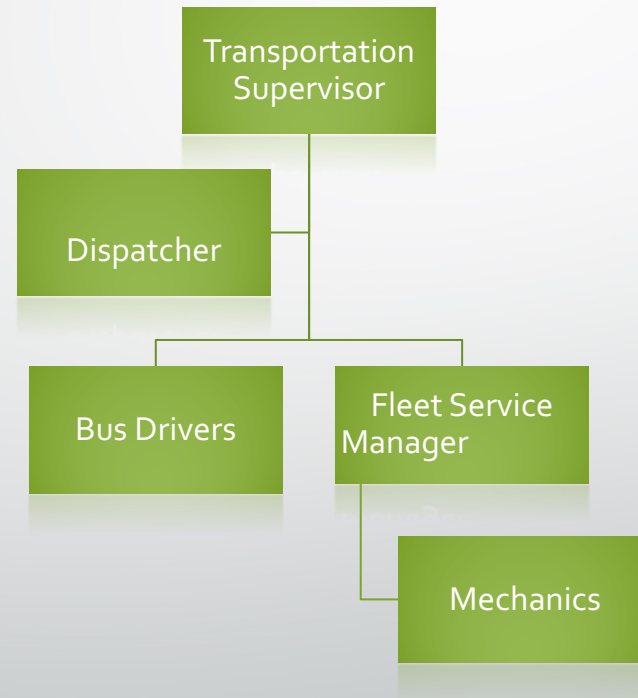 Transportation
Supervisor
Dispatcher
Bus Drivers
Fleet Service
Manager
Mechanics